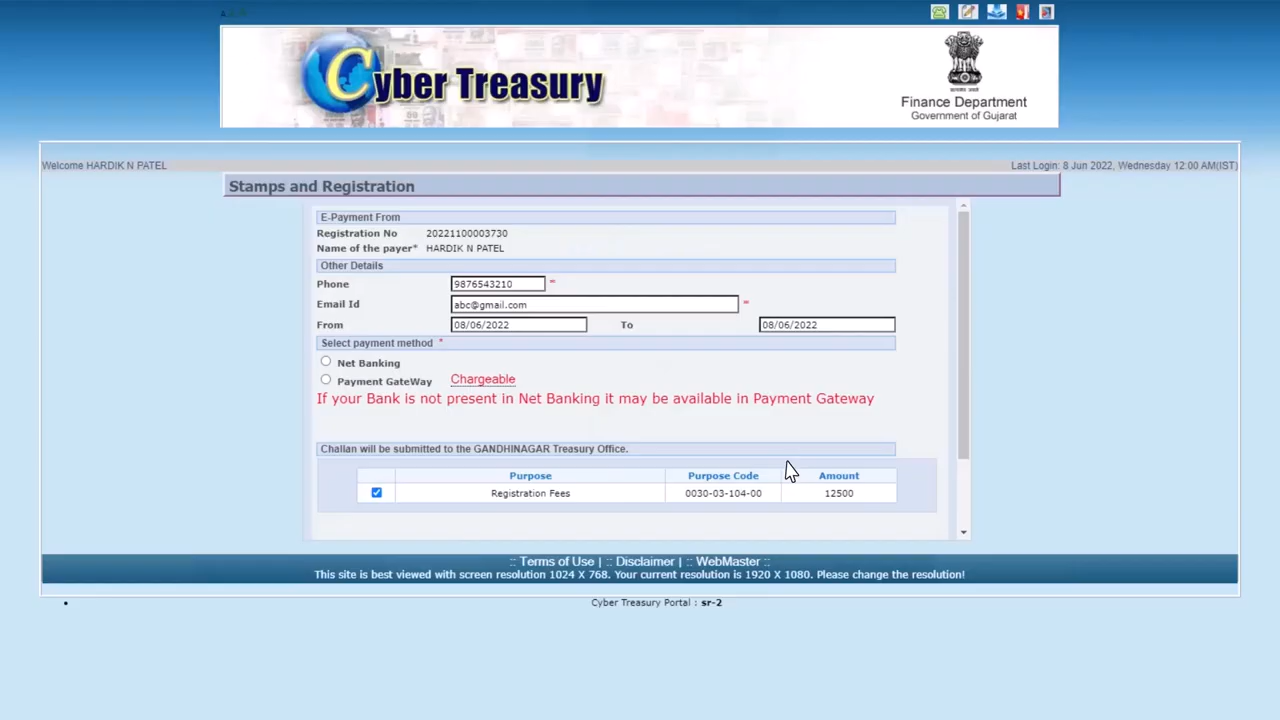 Cyber Treasury
Finance Department
Government of Gujarat
Welcome HARDIK N PATEL
Last Login: 8 Jun 2022, Wednesday 12:00 AM(IST)
Stamps and Registration
E-Payment From
Registration No 20221100003730
Name of the payer* HARDIK N PATEL
Other Details
Phone 9876543210 *
Email Id abc@gmail.com *
From 08/06/2022 To 08/06/2022
Select payment method *
Net Banking
Payment GateWay Chargeable
If your Bank is not present in Net Banking it may be available in Payment Gateway
Challan will be submitted to the GANDHINAGAR Treasury Office.
Purpose Purpose Code Amount
Registration Fees 0030-03-104-00 12500
:: Terms of Use | :: Disclaimer | :: WebMaster ::
This site is best viewed with screen resolution 1024 X 768. Your current resolution is 1920 X 1080. Please change the resolution!
Cyber Treasury Portal : sr-2